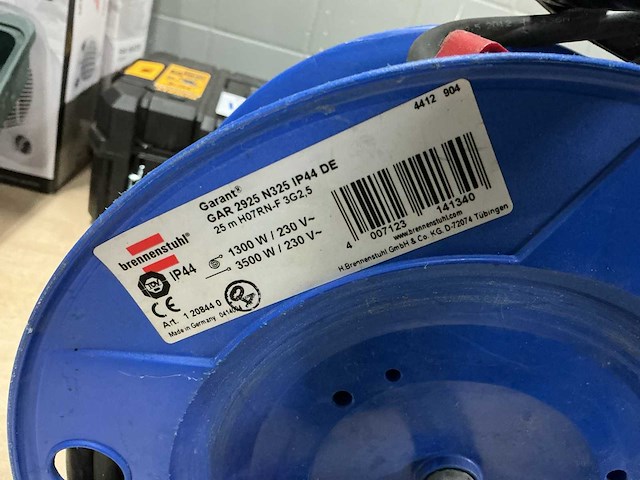 4412 904
Garant®
GAR 2925 N325 IP44 DE
25 m H07RN-F 3G2,5
brennenstuhl®
IP44
1300 W / 230 V~
3500 W / 230 V~
CE
Art. 1 20844 0
04
Made in Germany
4 007123 141340
www.brennenstuhl.com
H.Brennenstuhl GmbH & Co. KG. D-72074 Tübingen